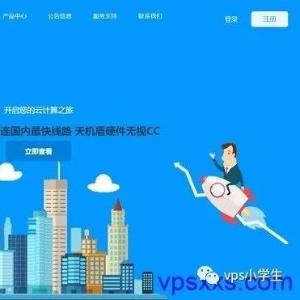 产品中心 公告信息 服务支持 联系我们 登录 注册
开启您的云计算之旅
连国内最快线路 天机盾硬件无视CC
立即查看
vps小学生
vpsxxs.com